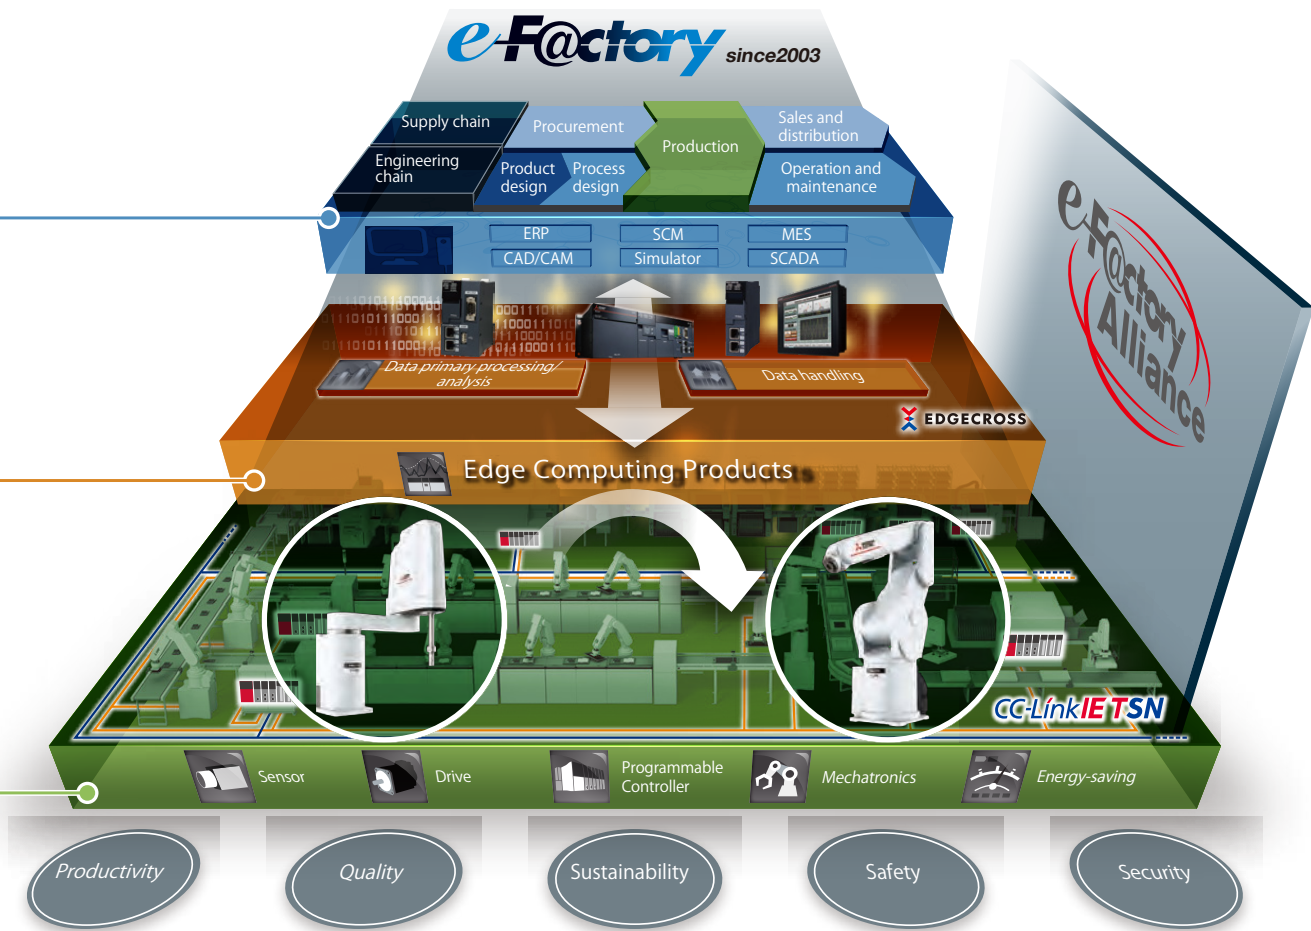 e-F@ctory since2003
Supply chain
Procurement
Production
Sales and
distribution
Engineering
chain
Product
design
Process
design
Operation and
maintenance
ERP
SCM
MES
CAD/CAM
Simulator
SCADA
Data primary processing/
analysis
Data handling
EDGECROSS
Edge Computing Products
e-F@ctory
Alliance
CC-Link IE TSN
Sensor
Drive
Programmable
Controller
Mechatronics
Energy-saving
Productivity
Quality
Sustainability
Safety
Security